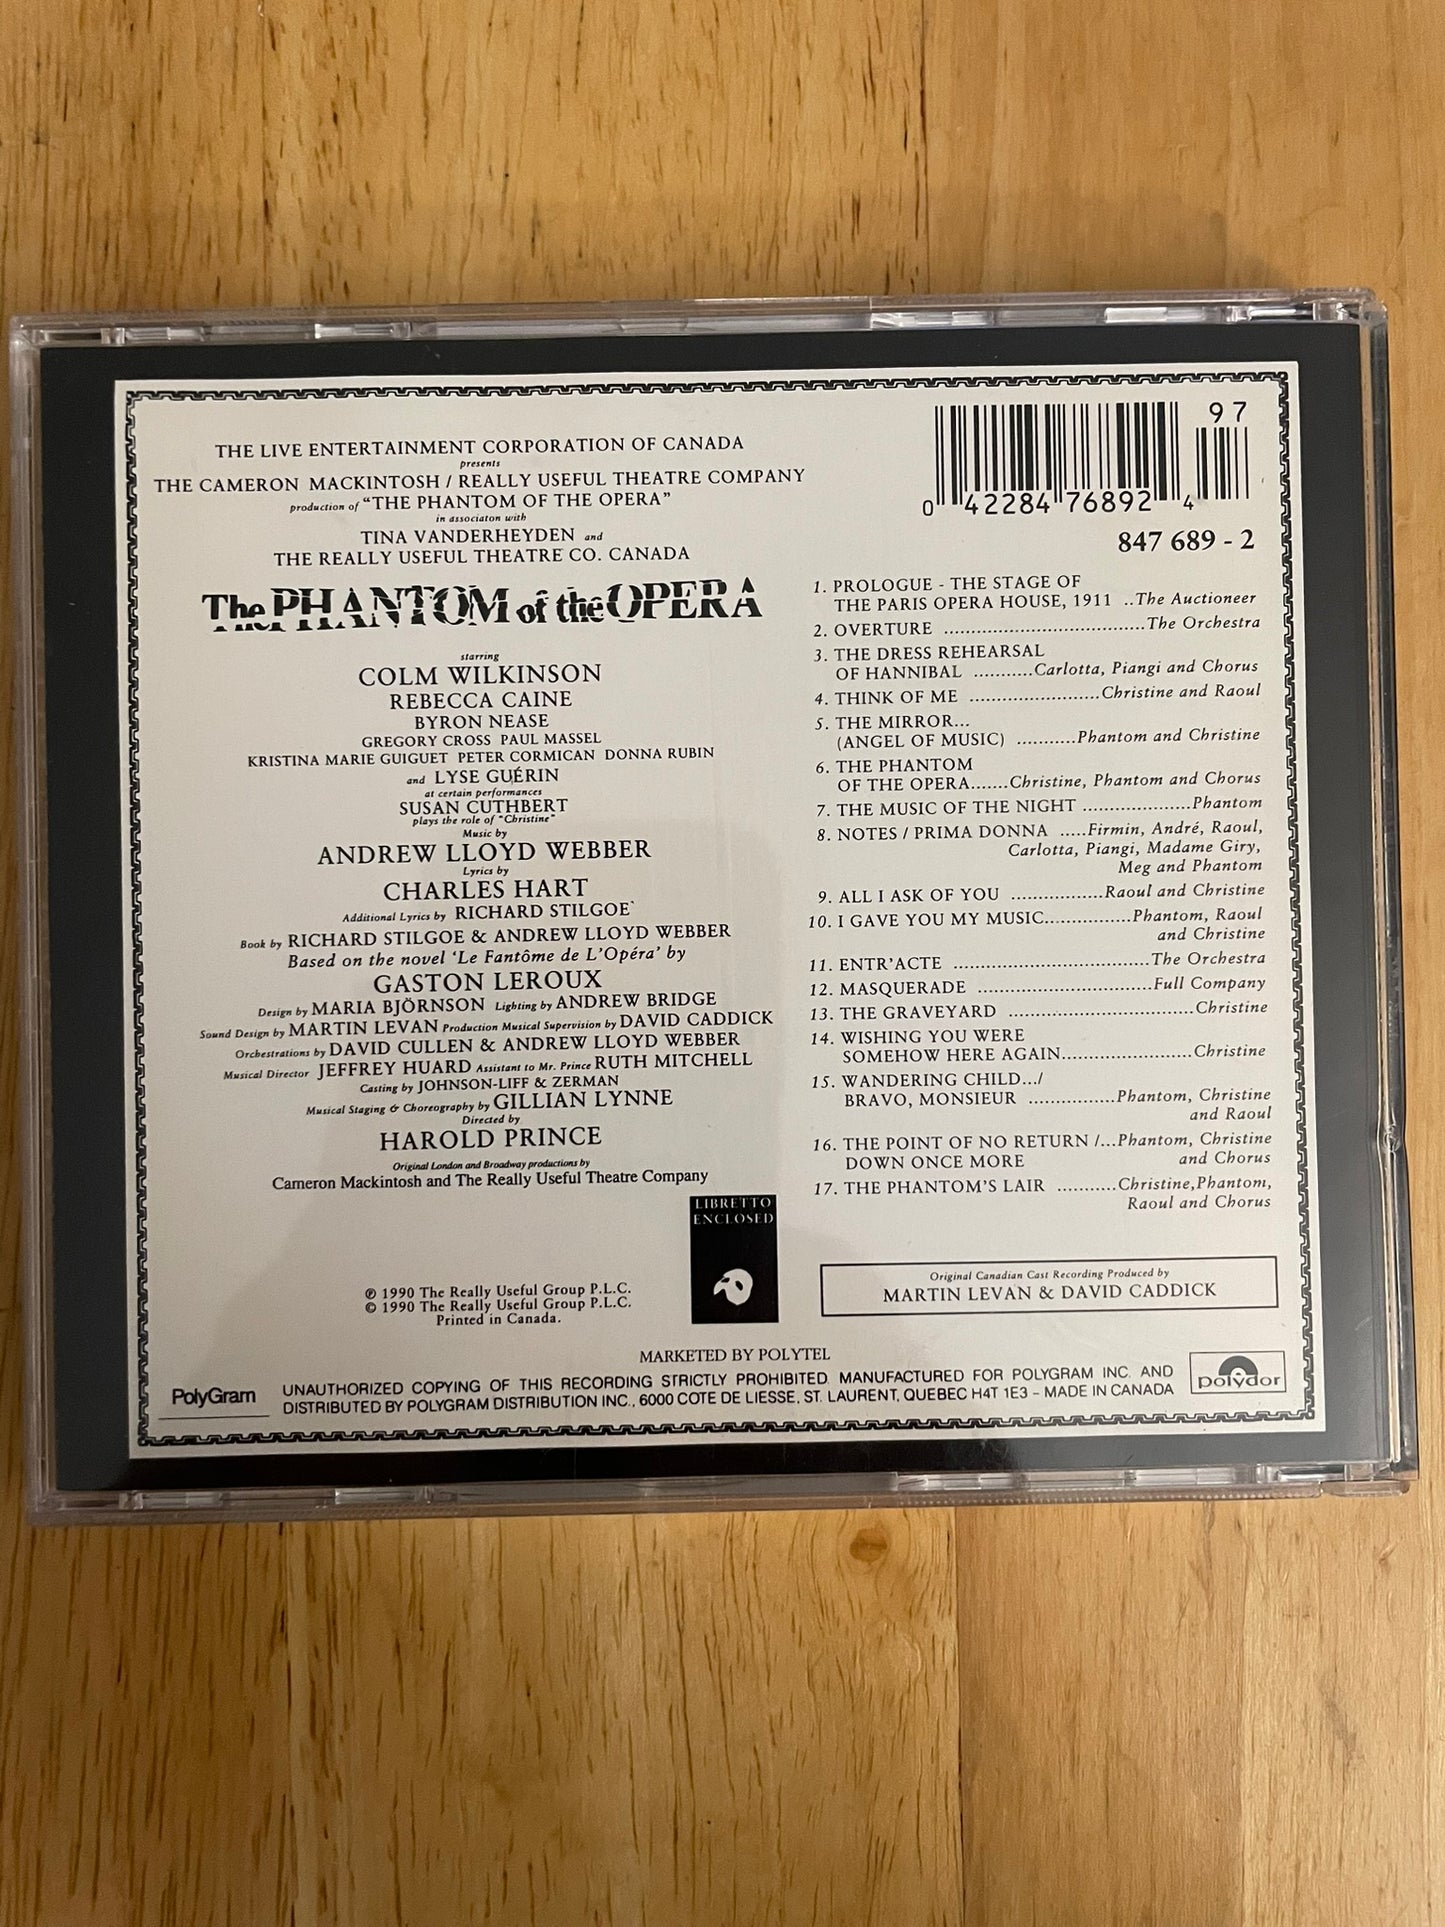 THE LIVE ENTERTAINMENT CORPORATION OF CANADA
presents
THE CAMERON MACKINTOSH / REALLY USEFUL THEATRE COMPANY
production of "THE PHANTOM OF THE OPERA"
in associaton with
TINA VANDERHEYDEN and
THE REALLY USEFUL THEATRE CO. CANADA
The PHANTOM of the OPERA
starring
COLM WILKINSON
REBECCA CAINE
BYRON NEASE
GREGORY CROSS PAUL MASSEL
KRISTINA MARIE GUIGUET PETER CORMICAN DONNA RUBIN
and LYSE GUÉRIN
at certain performances
SUSAN CUTHBERT
plays the role of "Christine"
Music by
ANDREW LLOYD WEBBER
Lyrics by
CHARLES HART
Additional Lyrics by RICHARD STILGOE
Book by RICHARD STILGOE & ANDREW LLOYD WEBBER
Based on the novel 'Le Fantôme de L'Opéra' by
GASTON LEROUX
Design by MARIA BJÖRNSON Lighting by ANDREW BRIDGE
Sound Design by MARTIN LEVAN Production Musical Supervision by DAVID CADDICK
Orchestrations by DAVID CULLEN & ANDREW LLOYD WEBBER
Musical Director JEFFREY HUARD Assistant to Mr. Prince RUTH MITCHELL
Casting by JOHNSON-LIFF & ZERMAN
Musical Staging & Choreography by GILLIAN LYNNE
Directed by
HAROLD PRINCE
Original London and Broadway productions by
Cameron Mackintosh and The Really Useful Theatre Company
LIBRETTO
ENCLOSED
℗ 1990 The Really Useful Group P.L.C.
© 1990 The Really Useful Group P.L.C.
Printed in Canada.
97
0 42284 76892 4
847 689 - 2
1. PROLOGUE - THE STAGE OF
THE PARIS OPERA HOUSE, 1911 ..The Auctioneer
2. OVERTURE .....................................The Orchestra
3. THE DRESS REHEARSAL
OF HANNIBAL ...........Carlotta, Piangi and Chorus
4. THINK OF ME ........................Christine and Raoul
5. THE MIRROR...
(ANGEL OF MUSIC) ...........Phantom and Christine
6. THE PHANTOM
OF THE OPERA.......Christine, Phantom and Chorus
7. THE MUSIC OF THE NIGHT ....................Phantom
8. NOTES / PRIMA DONNA .....Firmin, André, Raoul,
Carlotta, Piangi, Madame Giry,
Meg and Phantom
9. ALL I ASK OF YOU .................Raoul and Christine
10. I GAVE YOU MY MUSIC................Phantom, Raoul
and Christine
11. ENTR'ACTE ....................................The Orchestra
12. MASQUERADE ................................Full Company
13. THE GRAVEYARD ..................................Christine
14. WISHING YOU WERE
SOMEHOW HERE AGAIN........................Christine
15. WANDERING CHILD.../
BRAVO, MONSIEUR ................Phantom, Christine
and Raoul
16. THE POINT OF NO RETURN /...Phantom, Christine
DOWN ONCE MORE and Chorus
17. THE PHANTOM'S LAIR ...........Christine,Phantom,
Raoul and Chorus
Original Canadian Cast Recording Produced by
MARTIN LEVAN & DAVID CADDICK
MARKETED BY POLYTEL
PolyGram
UNAUTHORIZED COPYING OF THIS RECORDING STRICTLY PROHIBITED. MANUFACTURED FOR POLYGRAM INC. AND
DISTRIBUTED BY POLYGRAM DISTRIBUTION INC., 6000 COTE DE LIESSE, ST. LAURENT, QUEBEC H4T 1E3 – MADE IN CANADA
polydor